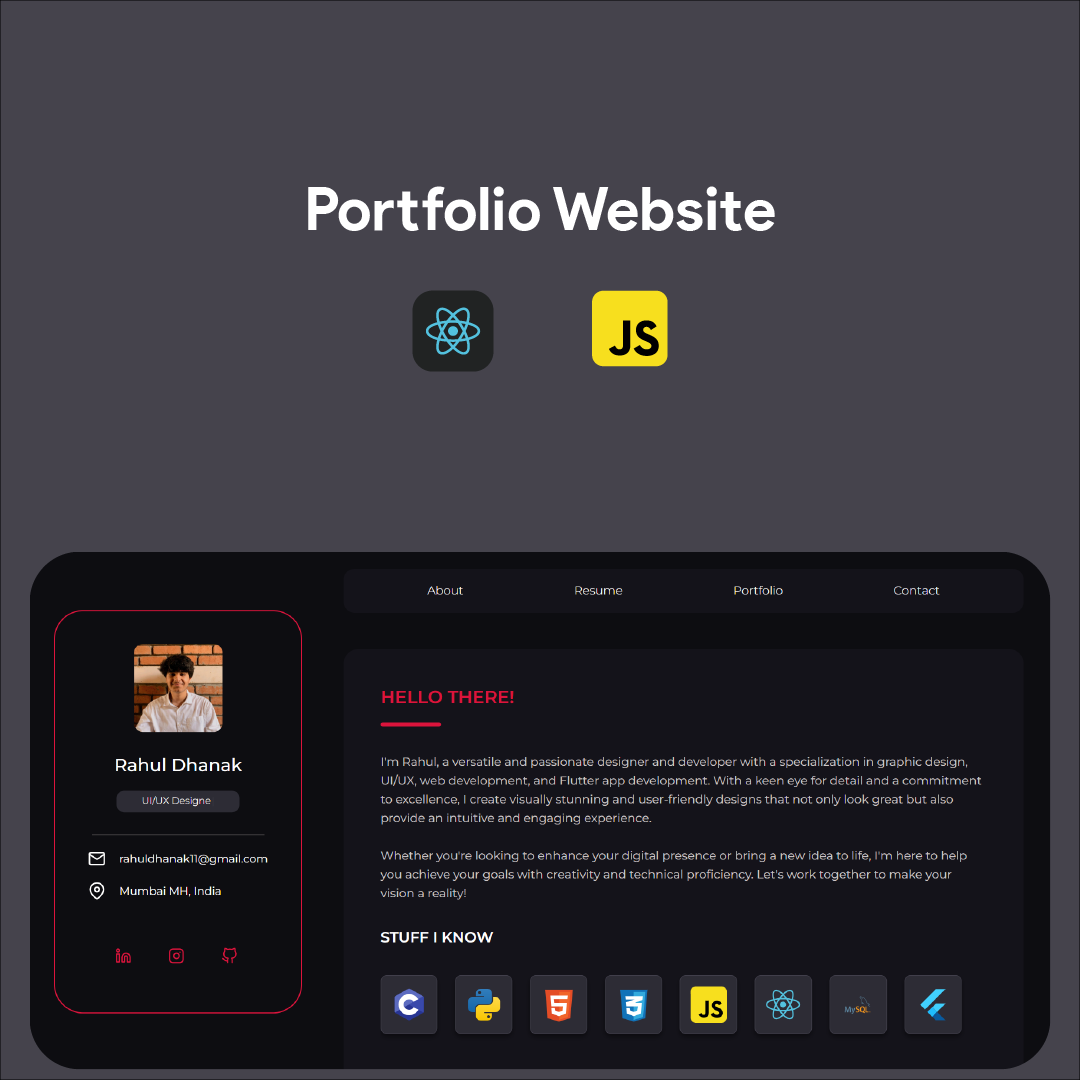 Portfolio Website
JS
About Resume Portfolio Contact
Rahul Dhanak
UI/UX Designe
rahuldhanak11@gmail.com
Mumbai MH, India
in
HELLO THERE!
I'm Rahul, a versatile and passionate designer and developer with a specialization in graphic design,
UI/UX, web development, and Flutter app development. With a keen eye for detail and a commitment
to excellence, I create visually stunning and user-friendly designs that not only look great but also
provide an intuitive and engaging experience.
Whether you're looking to enhance your digital presence or bring a new idea to life, I'm here to help
you achieve your goals with creativity and technical proficiency. Let's work together to make your
vision a reality!
STUFF I KNOW
C 5 3 JS MySQL